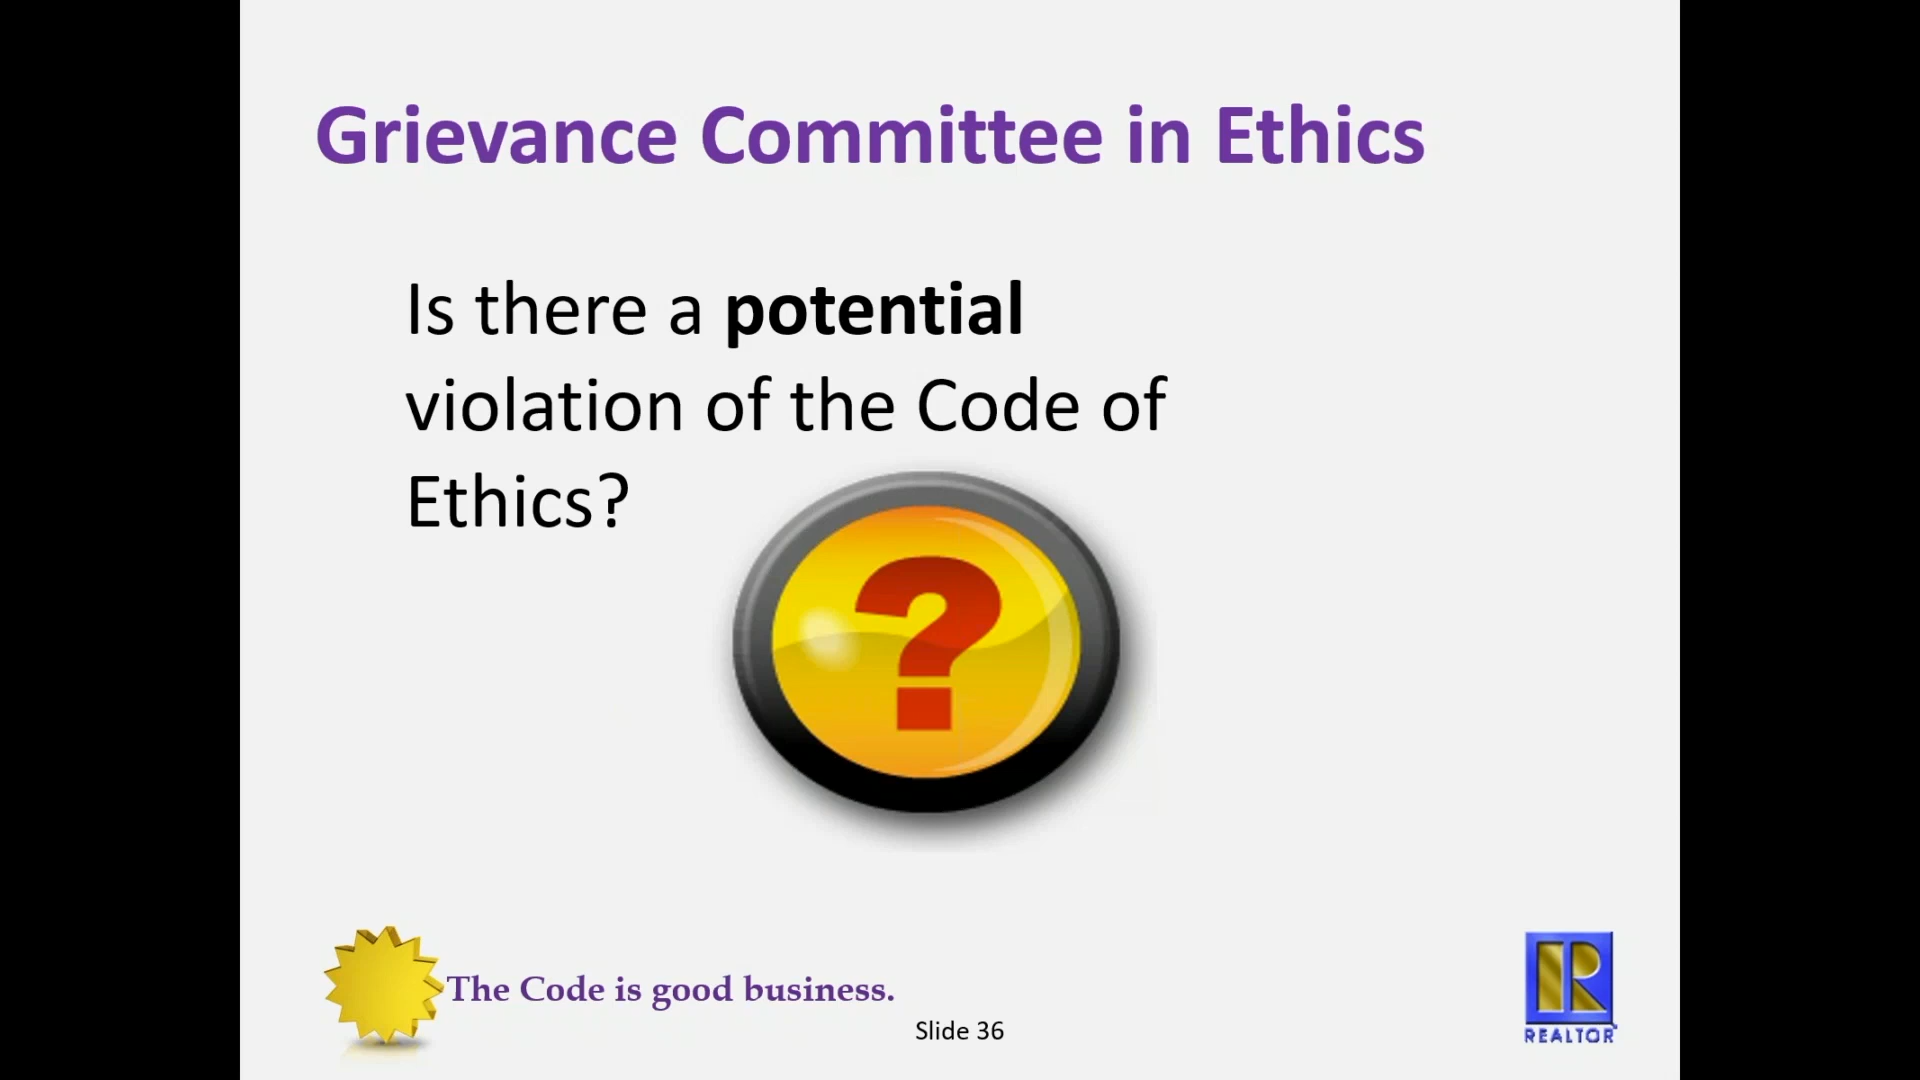 Grievance Committee in Ethics
Is there a potential
violation of the Code of
Ethics?
?
The Code is good business.
Slide 36
R
REALTOR